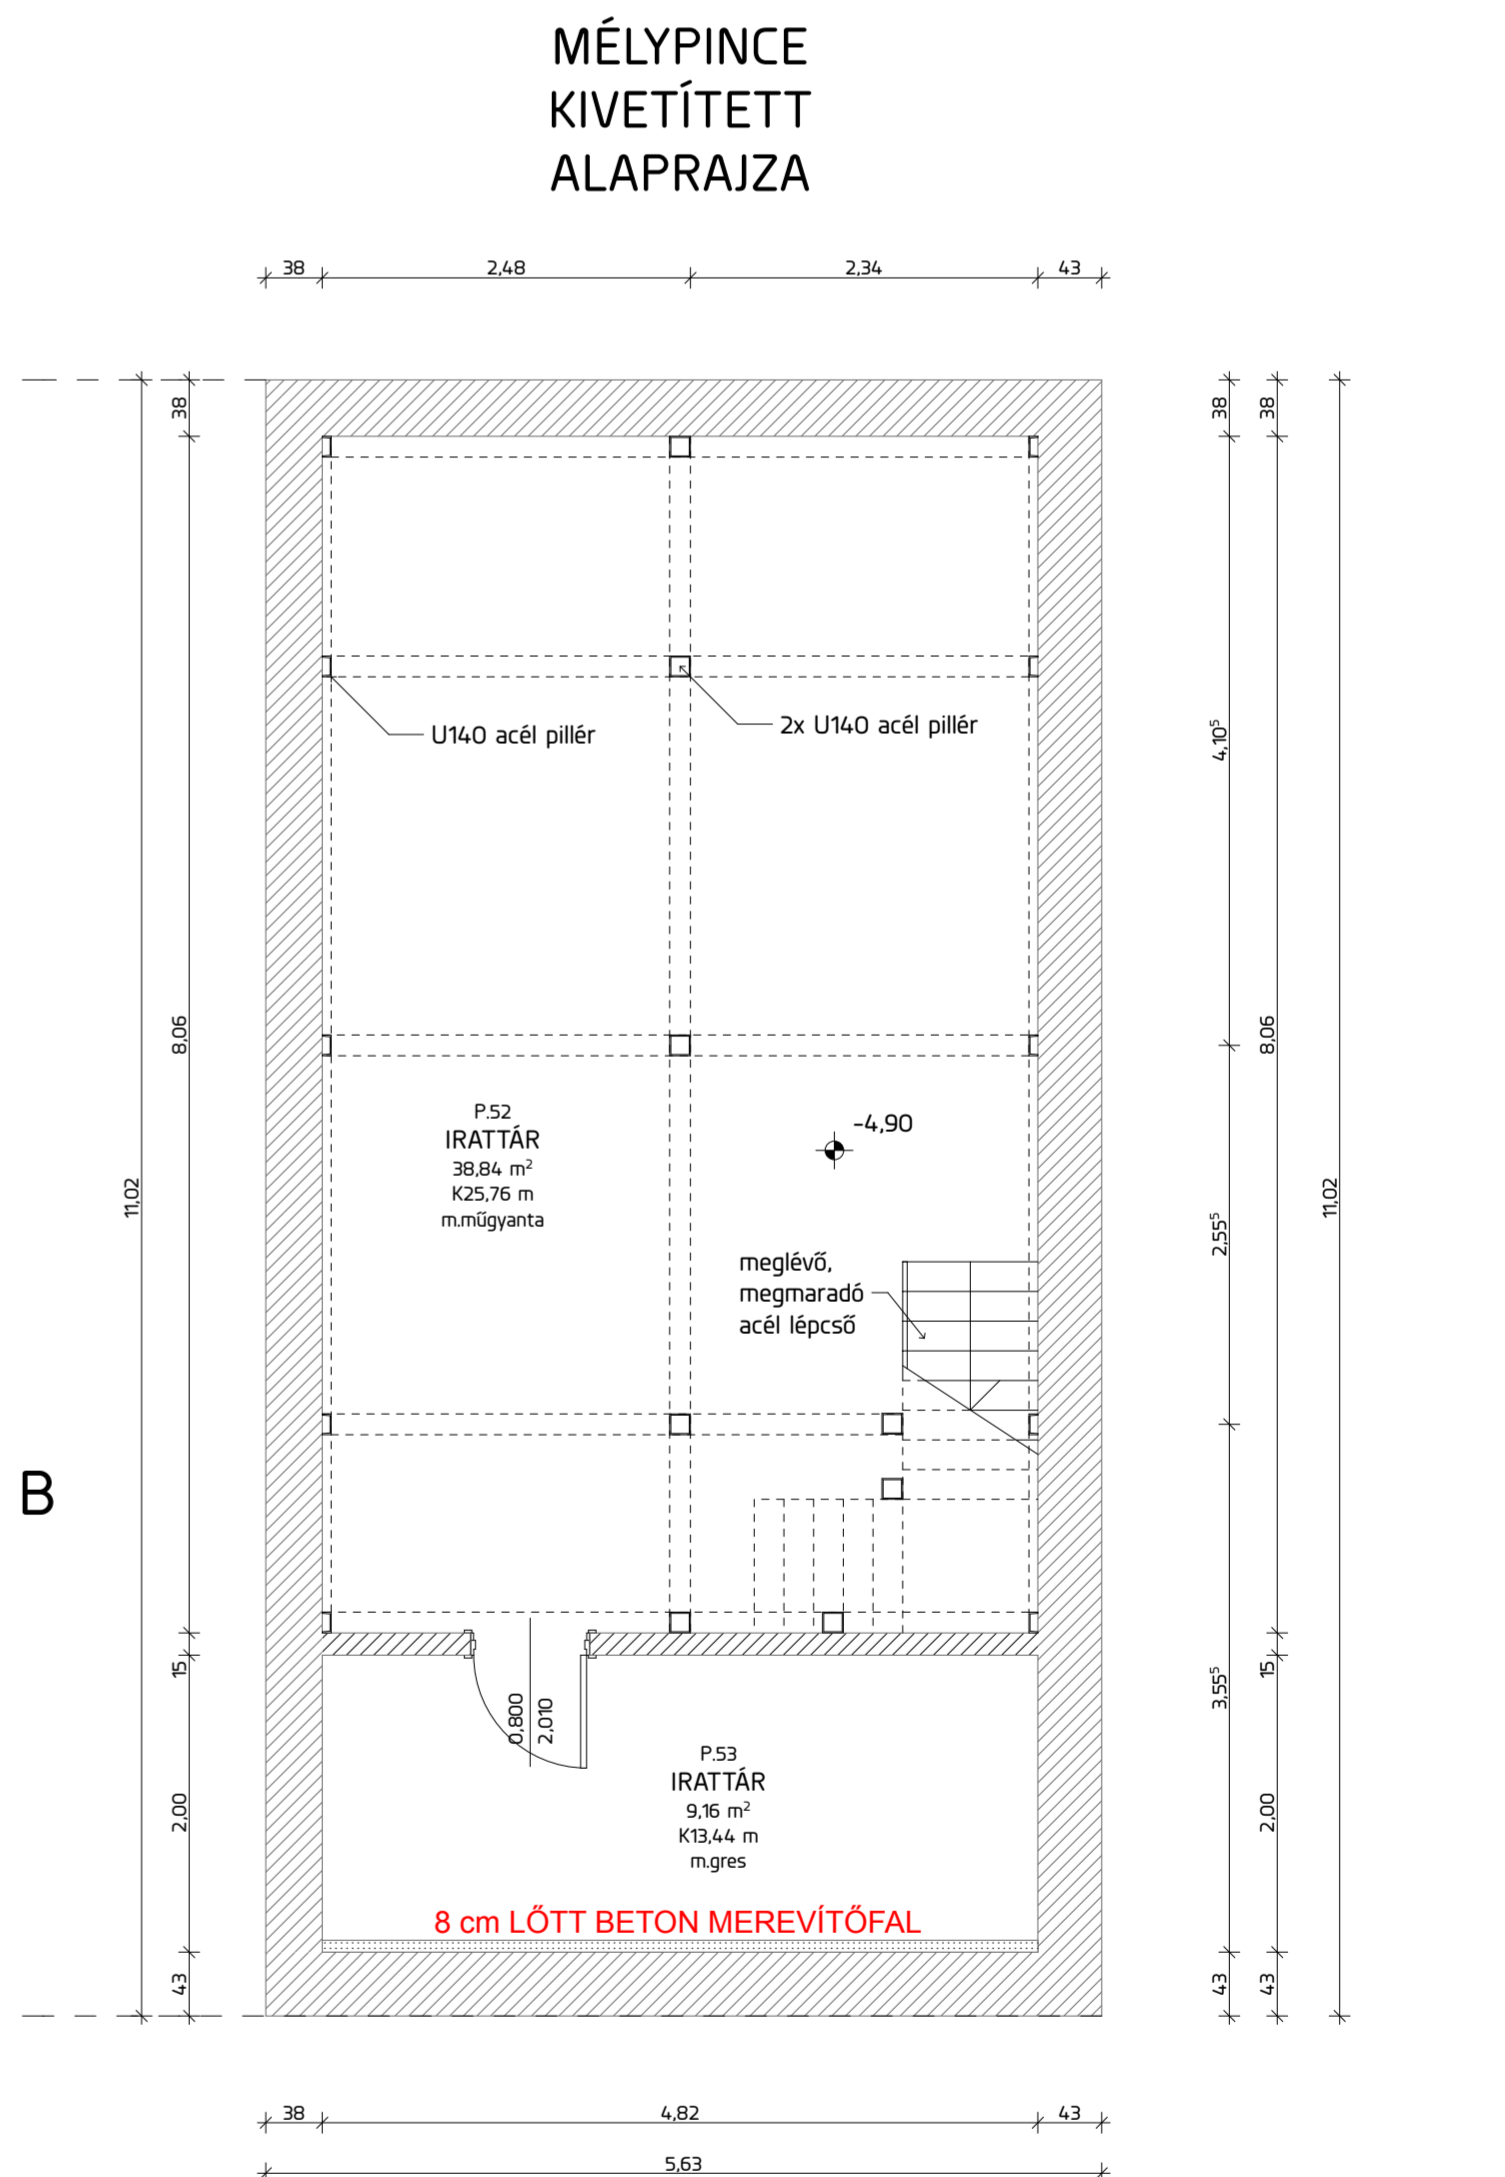 MÉLYPINCE
KIVETÍTETT
ALAPRAJZA
38
2,48
2,34
43
38
38
38
U140 acél pillér
2x U140 acél pillér
4,10⁵
8,06
8,06
P.52
IRATTÁR
38,84 m²
K25,76 m
m.műgyanta
-4,90
11,02
11,02
2,55⁵
meglévő,
megmaradó
acél lépcső
B
15
15
3,55⁵
0,800
2,010
P.53
IRATTÁR
9,16 m²
K13,44 m
m.gres
2,00
2,00
8 cm LŐTT BETON MEREVÍTŐFAL
43
43
43
38
4,82
43
5,63